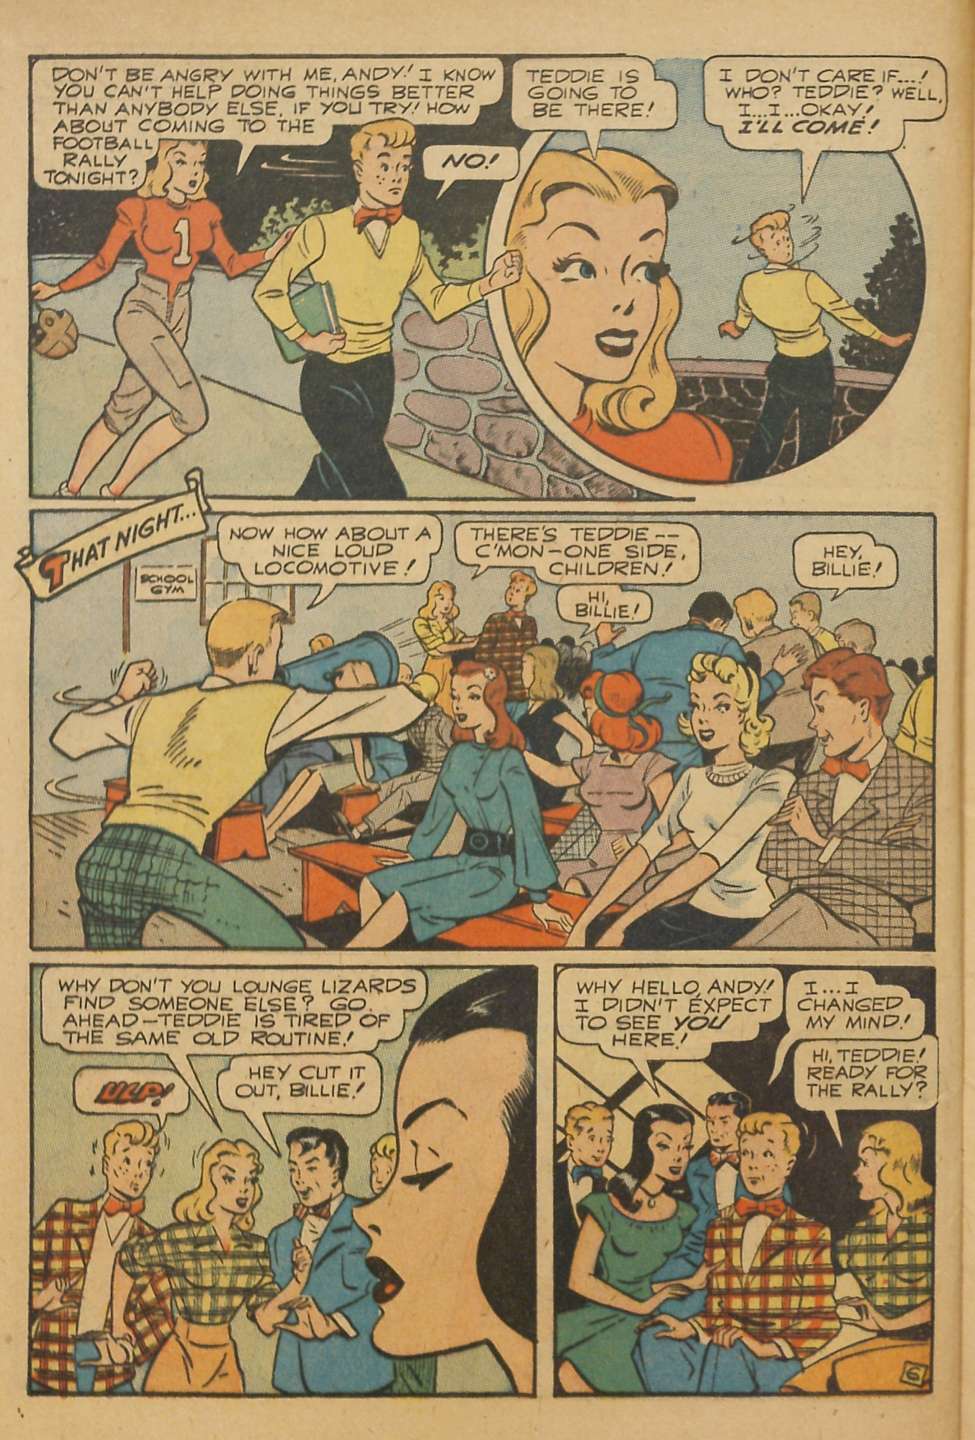 DON'T BE ANGRY WITH ME, ANDY! I KNOW
YOU CAN'T HELP DOING THINGS BETTER
THAN ANYBODY ELSE, IF YOU TRY! HOW
ABOUT COMING TO THE
FOOTBALL
RALLY
TONIGHT?
NO!
1
TEDDIE IS
GOING TO
BE THERE!
I DON'T CARE IF...!
WHO? TEDDIE? WELL,
I...I...OKAY!
I'LL COME!
THAT NIGHT...
SCHOOL
GYM
NOW HOW ABOUT A
NICE LOUD
LOCOMOTIVE!
THERE'S TEDDIE --
C'MON-ONE SIDE,
CHILDREN!
HI,
BILLIE!
HEY,
BILLIE!
WHY DON'T YOU LOUNGE LIZARDS
FIND SOMEONE ELSE? GO
AHEAD-TEDDIE IS TIRED OF
THE SAME OLD ROUTINE!
ULP!
HEY CUT IT
OUT, BILLIE!
WHY HELLO, ANDY!
I DIDN'T EXPECT
TO SEE YOU
HERE!
I...I
CHANGED
MY MIND!
HI, TEDDIE!
READY FOR
THE RALLY?
6